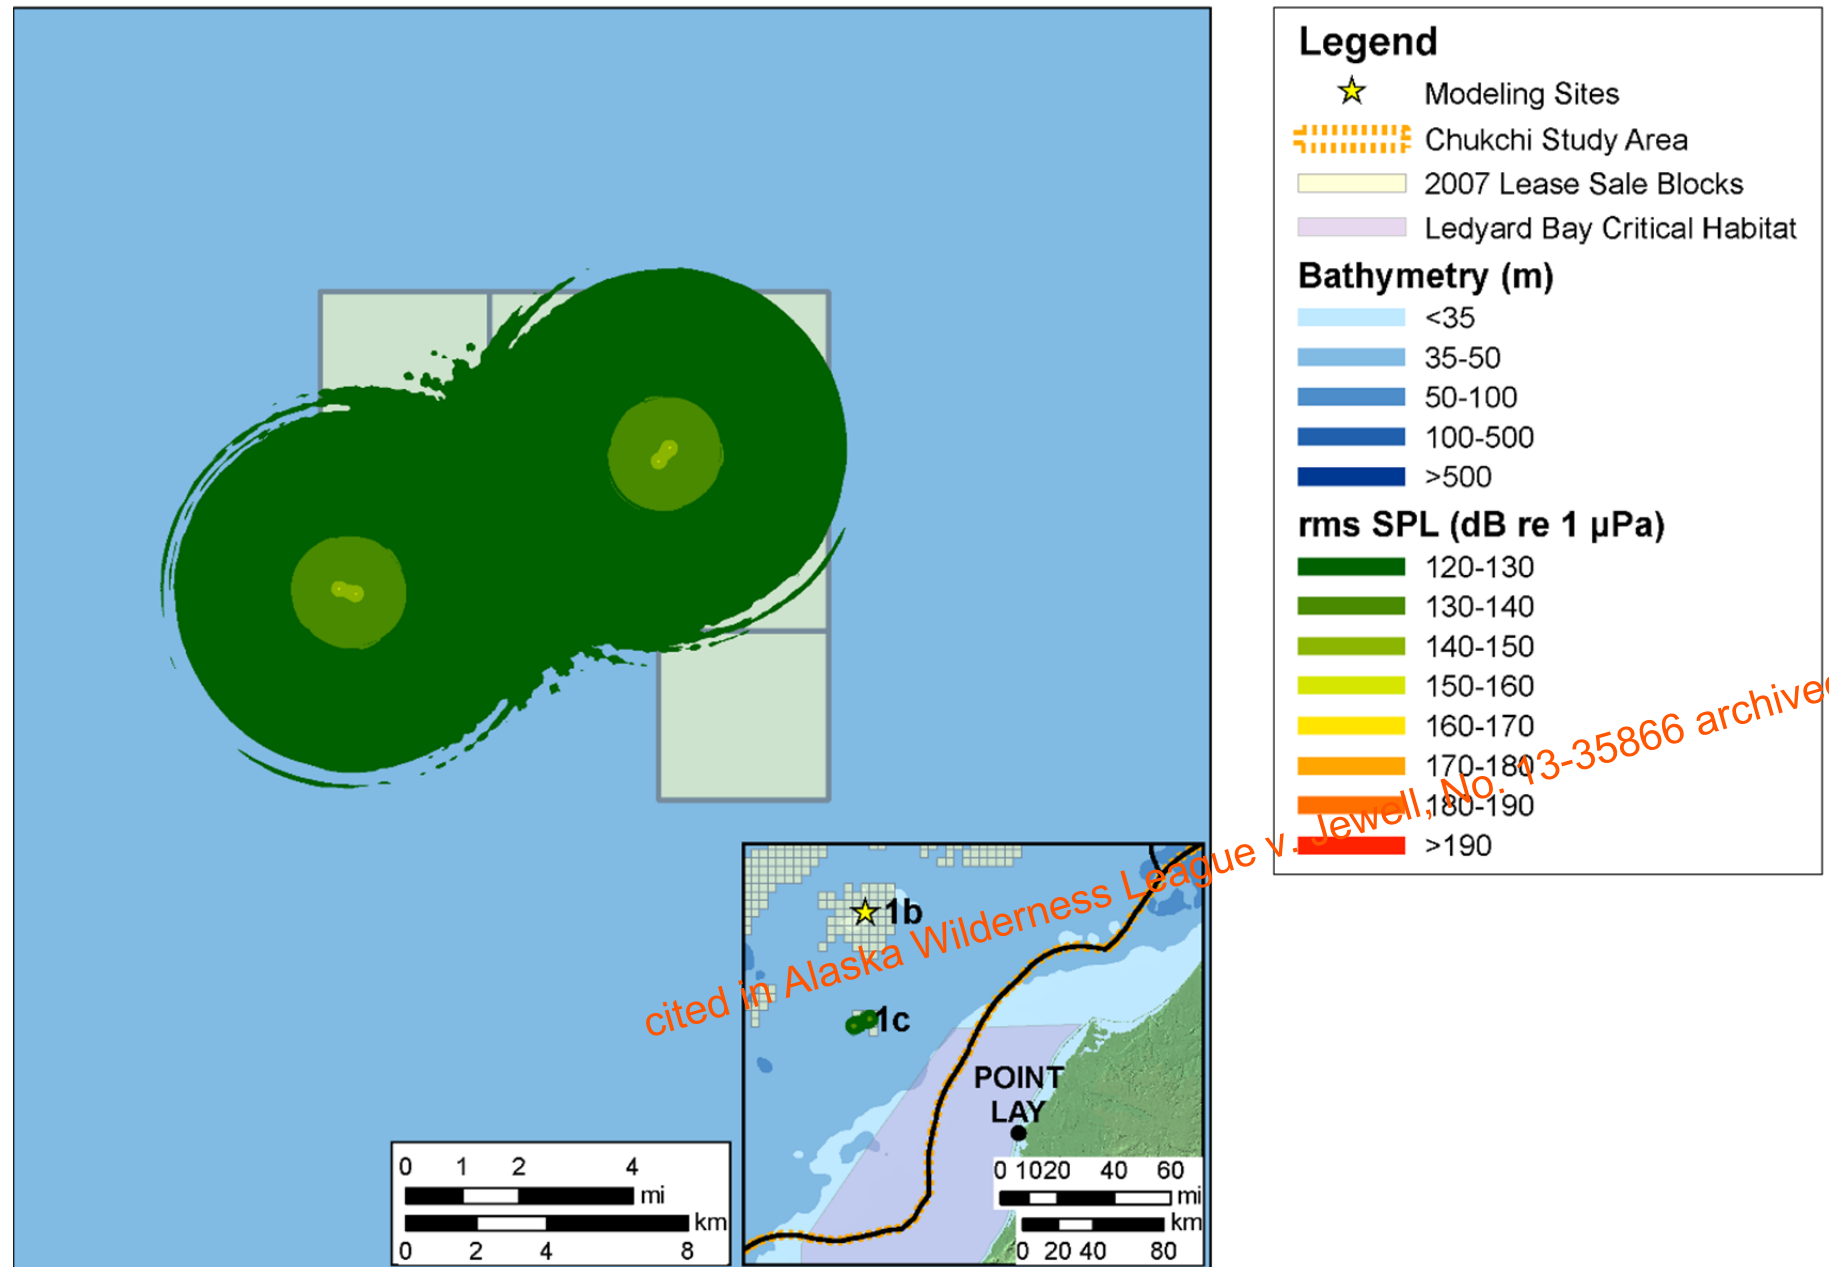 Legend
Modeling Sites
Chukchi Study Area
2007 Lease Sale Blocks
Ledyard Bay Critical Habitat
Bathymetry (m)
<35
35-50
50-100
100-500
>500
rms SPL (dB re 1 µPa)
120-130
130-140
140-150
150-160
160-170
170-180
180-190
>190
cited in Alaska Wilderness League v. Jewell, No. 13-35866 archived
1b
1c
POINT
LAY
0 1 2 4
mi
km
0 2 4 8
0 10 20 40 60
mi
km
0 20 40 80